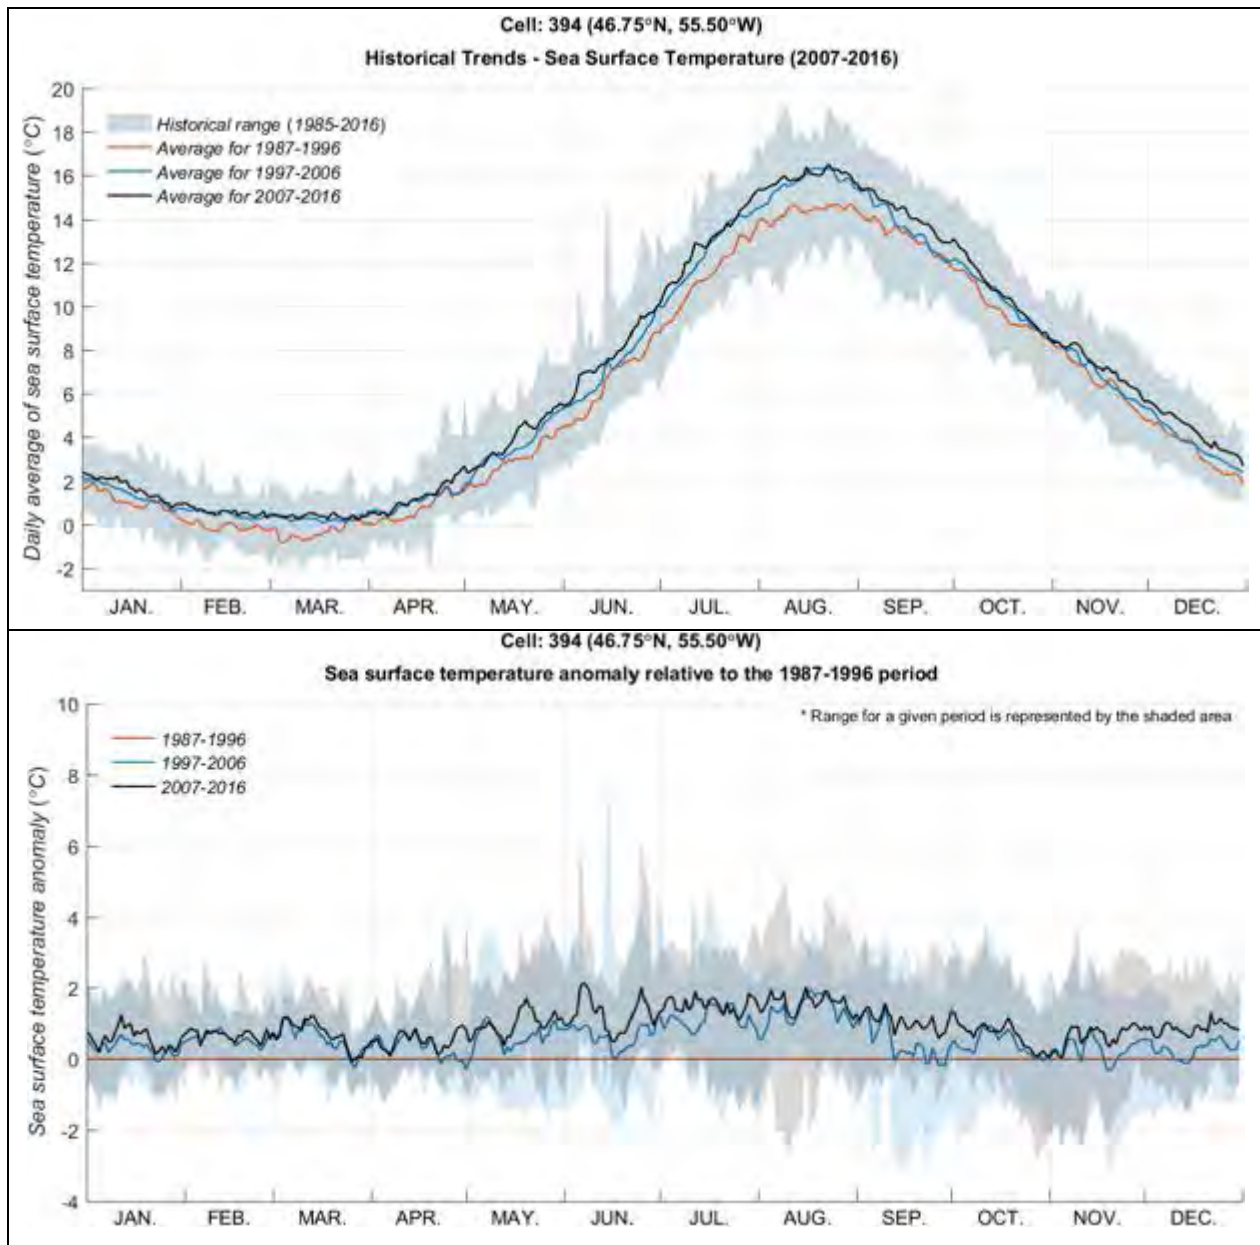 Cell: 394 (46.75°N, 55.50°W)
Historical Trends - Sea Surface Temperature (2007-2016)
Daily average of sea surface temperature (°C)
20
18
16
14
12
10
8
6
4
2
0
-2
Historical range (1985-2016)
Average for 1987-1996
Average for 1997-2006
Average for 2007-2016
JAN. FEB. MAR. APR. MAY. JUN. JUL. AUG. SEP. OCT. NOV. DEC.
Cell: 394 (46.75°N, 55.50°W)
Sea surface temperature anomaly relative to the 1987-1996 period
Sea surface temperature anomaly (°C)
10
8
6
4
2
0
-2
-4
1987-1996
1997-2006
2007-2016
* Range for a given period is represented by the shaded area
JAN. FEB. MAR. APR. MAY. JUN. JUL. AUG. SEP. OCT. NOV. DEC.